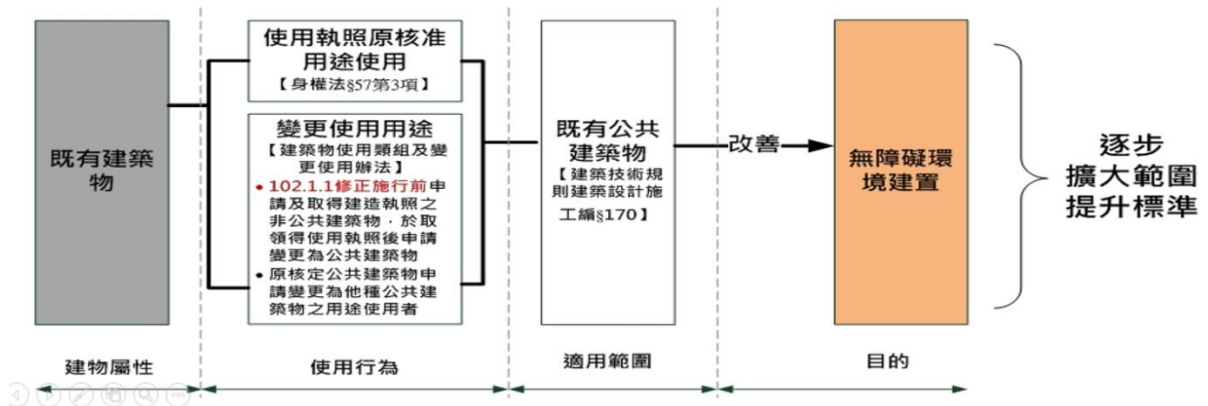 既有建築
物
使用執照原核准
用途使用
【身權法§57第3項】
變更使用用途
【建築物使用類組及變
更使用辦法】
• 102.1.1修正施行前申
請及取得建造執照之
非公共建築物，於取
領得使用執照後申請
變更為公共建築物
• 原核定公共建築物申
請變更為他種公共建
築物之用途使用者
既有公共
建築物
【建築技術規
則建築設計施
工編§170】
改善
無障礙環
境建置
逐步
擴大範圍
提升標準
建物屬性
使用行為
適用範圍
目的